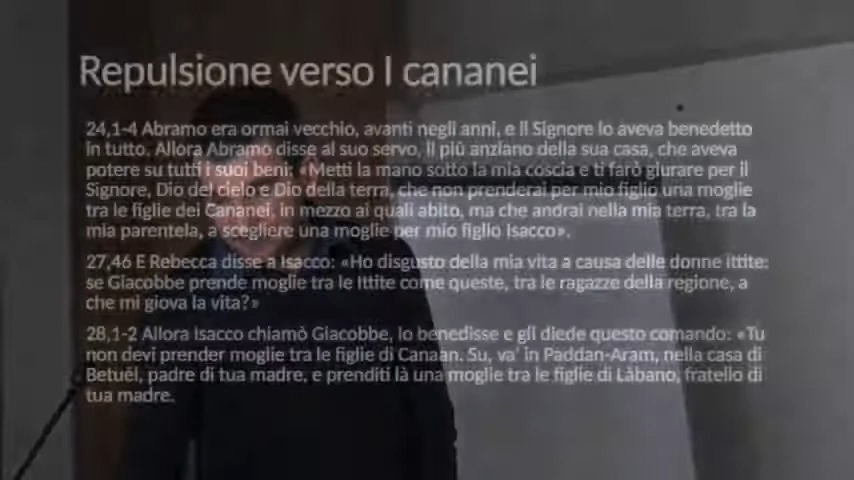 Repulsione verso I cananei
24,1-4 Abramo era ormai vecchio, avanti negli anni, e il Signore lo aveva benedetto
in tutto. Allora Abramo disse al suo servo, il più anziano della sua casa, che aveva
potere su tutti i suoi beni: «Metti la mano sotto la mia coscia e ti farò giurare per il
Signore, Dio del cielo e Dio della terra, che non prenderai per mio figlio una moglie
tra le figlie dei Cananei, in mezzo ai quali abito, ma che andrai nella mia terra, tra la
mia parentela, a scegliere una moglie per mio figlio Isacco».
27,46 E Rebecca disse a Isacco: «Ho disgusto della mia vita a causa delle donne ittite:
se Giacobbe prende moglie tra le Ittite come queste, tra le ragazze della regione, a
che mi giova la vita?»
28,1-2 Allora Isacco chiamò Giacobbe, lo benedisse e gli diede questo comando: «Tu
non devi prender moglie tra le figlie di Canaan. Su, va' in Paddan-Aram, nella casa di
Betuèl, padre di tua madre, e prenditi là una moglie tra le figlie di Làbano, fratello di
tua madre.